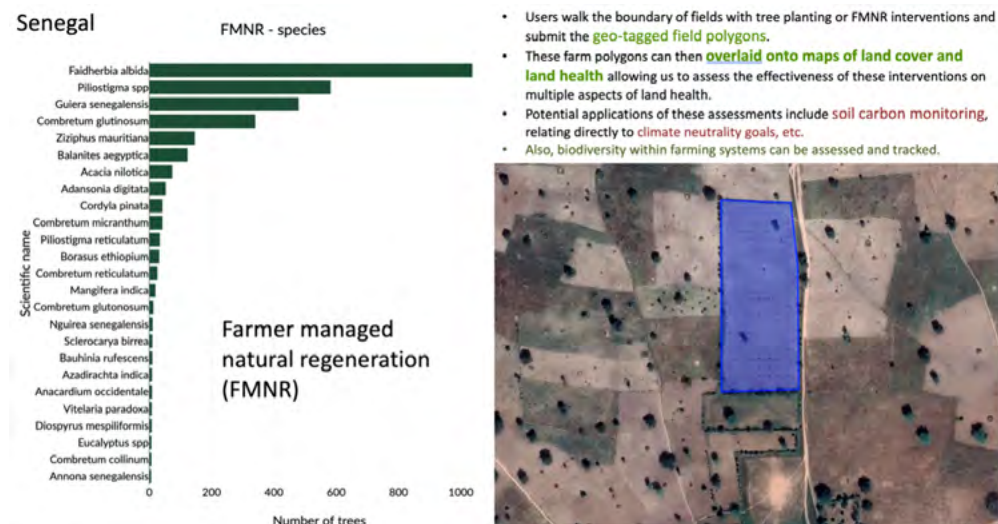 Senegal
FMNR - species
Scientific name
Faidherbia albida
Piliostigma spp
Guiera senegalensis
Combretum glutinosum
Ziziphus mauritiana
Balanites aegyptica
Acacia nilotica
Adansonia digitata
Cordyla pinata
Combretum micranthum
Piliostigma reticulatum
Borasus ethiopium
Combretum reticulatum
Mangifera indica
Combretum glutonosum
Nguirea senegalensis
Sclerocarya birrea
Bauhinia rufescens
Azadirachta indica
Anacardium occidentale
Vitelaria paradoxa
Diospyrus mespiliformis
Eucalyptus spp
Combretum collinum
Annona senegalensis
0 200 400 600 800 1000
Number of trees
Farmer managed
natural regeneration
(FMNR)
• Users walk the boundary of fields with tree planting or FMNR interventions and
submit the geo-tagged field polygons.
• These farm polygons can then overlaid onto maps of land cover and
land health allowing us to assess the effectiveness of these interventions on
multiple aspects of land health.
• Potential applications of these assessments include soil carbon monitoring,
relating directly to climate neutrality goals, etc.
• Also, biodiversity within farming systems can be assessed and tracked.